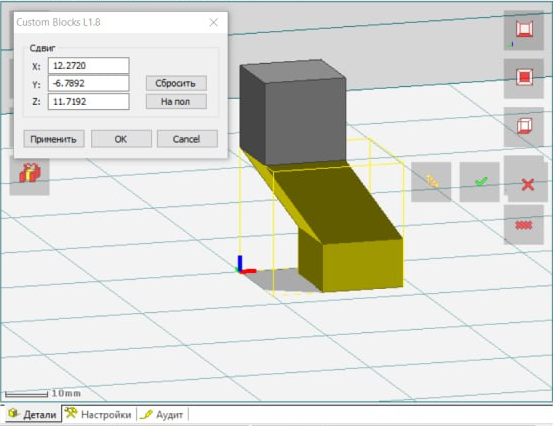 Custom Blocks L1.8
Сдвиг
X: 12.2720
Y: -6.7892 Сбросить
Z: 11.7192 На пол
Применить OK Cancel
10mm
Детали Настройки Аудит